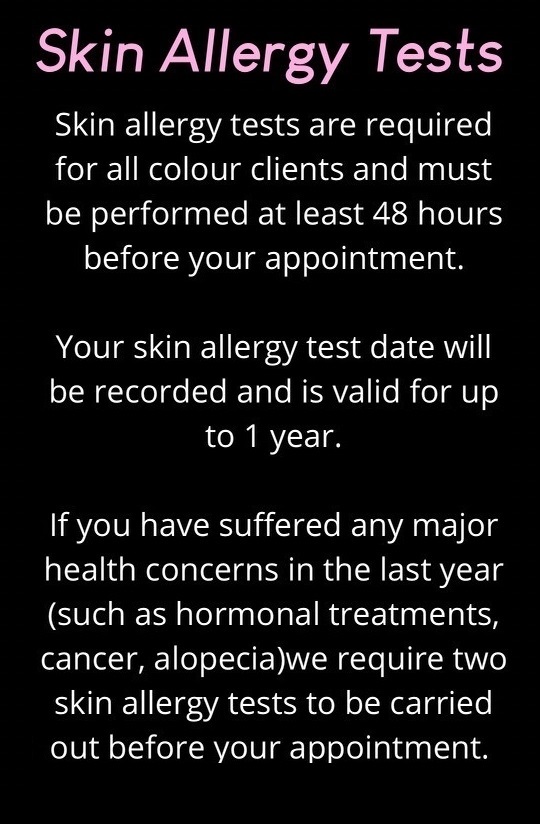 Skin Allergy Tests
Skin allergy tests are required
for all colour clients and must
be performed at least 48 hours
before your appointment.
Your skin allergy test date will
be recorded and is valid for up
to 1 year.
If you have suffered any major
health concerns in the last year
(such as hormonal treatments,
cancer, alopecia)we require two
skin allergy tests to be carried
out before your appointment.